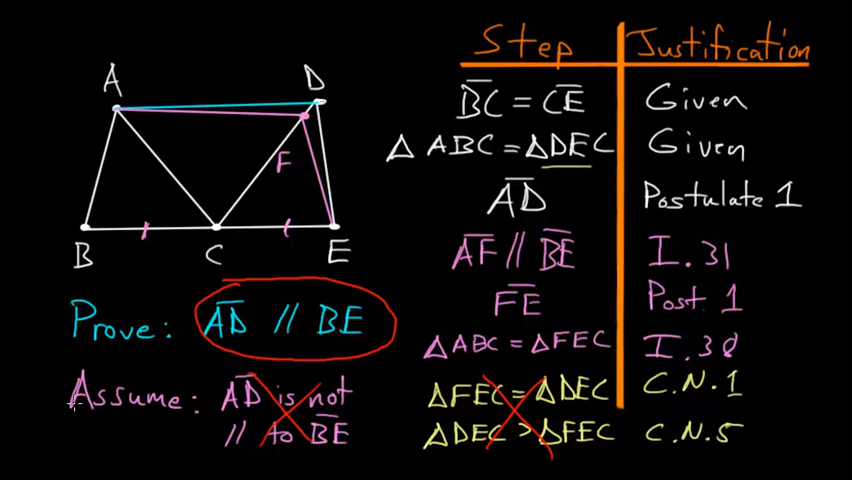 A D
F
B C E
Prove: AD // BE
Assume: AD is not
// to BE
Step Justification
BC = CE Given
△ ABC = △DEC Given
AD Postulate 1
AF // BE I. 31
FE Post. 1
△ABC = △FEC I. 38
△FEC = △DEC C.N.1
△DEC > △FEC C.N.5